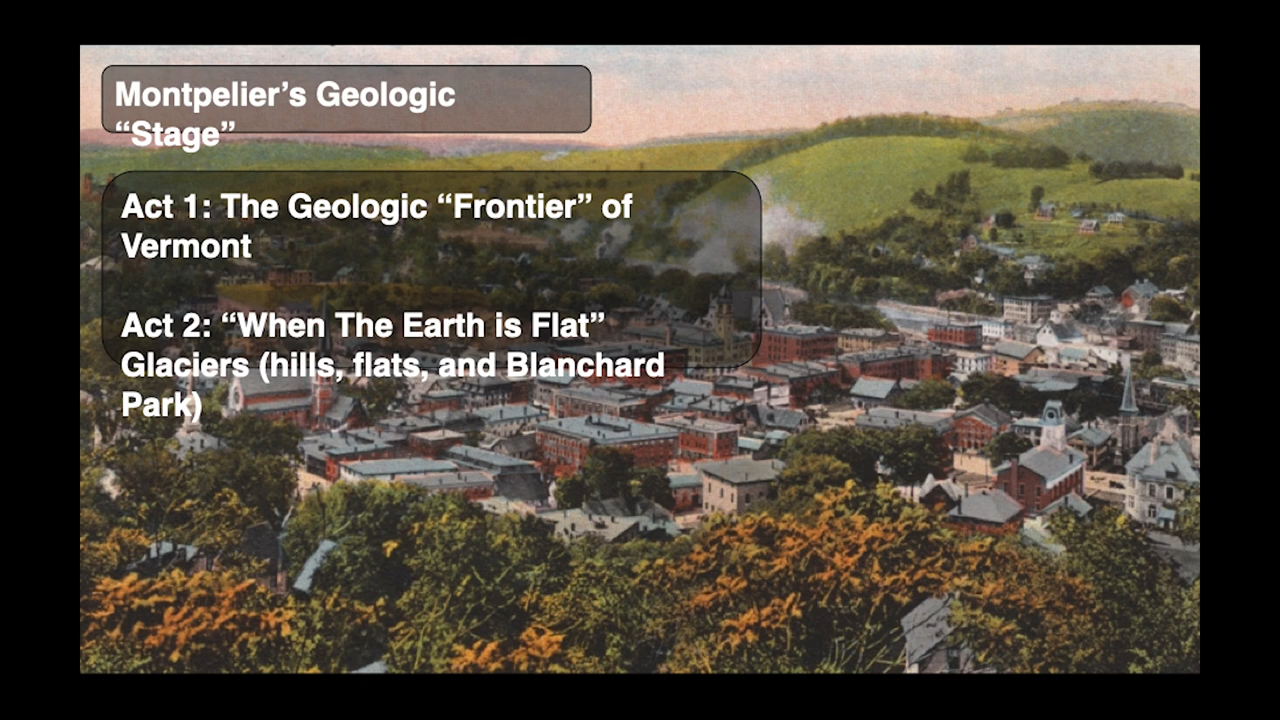 Montpelier’s Geologic
“Stage”
Act 1: The Geologic “Frontier” of
Vermont
Act 2: “When The Earth is Flat”
Glaciers (hills, flats, and Blanchard
Park)